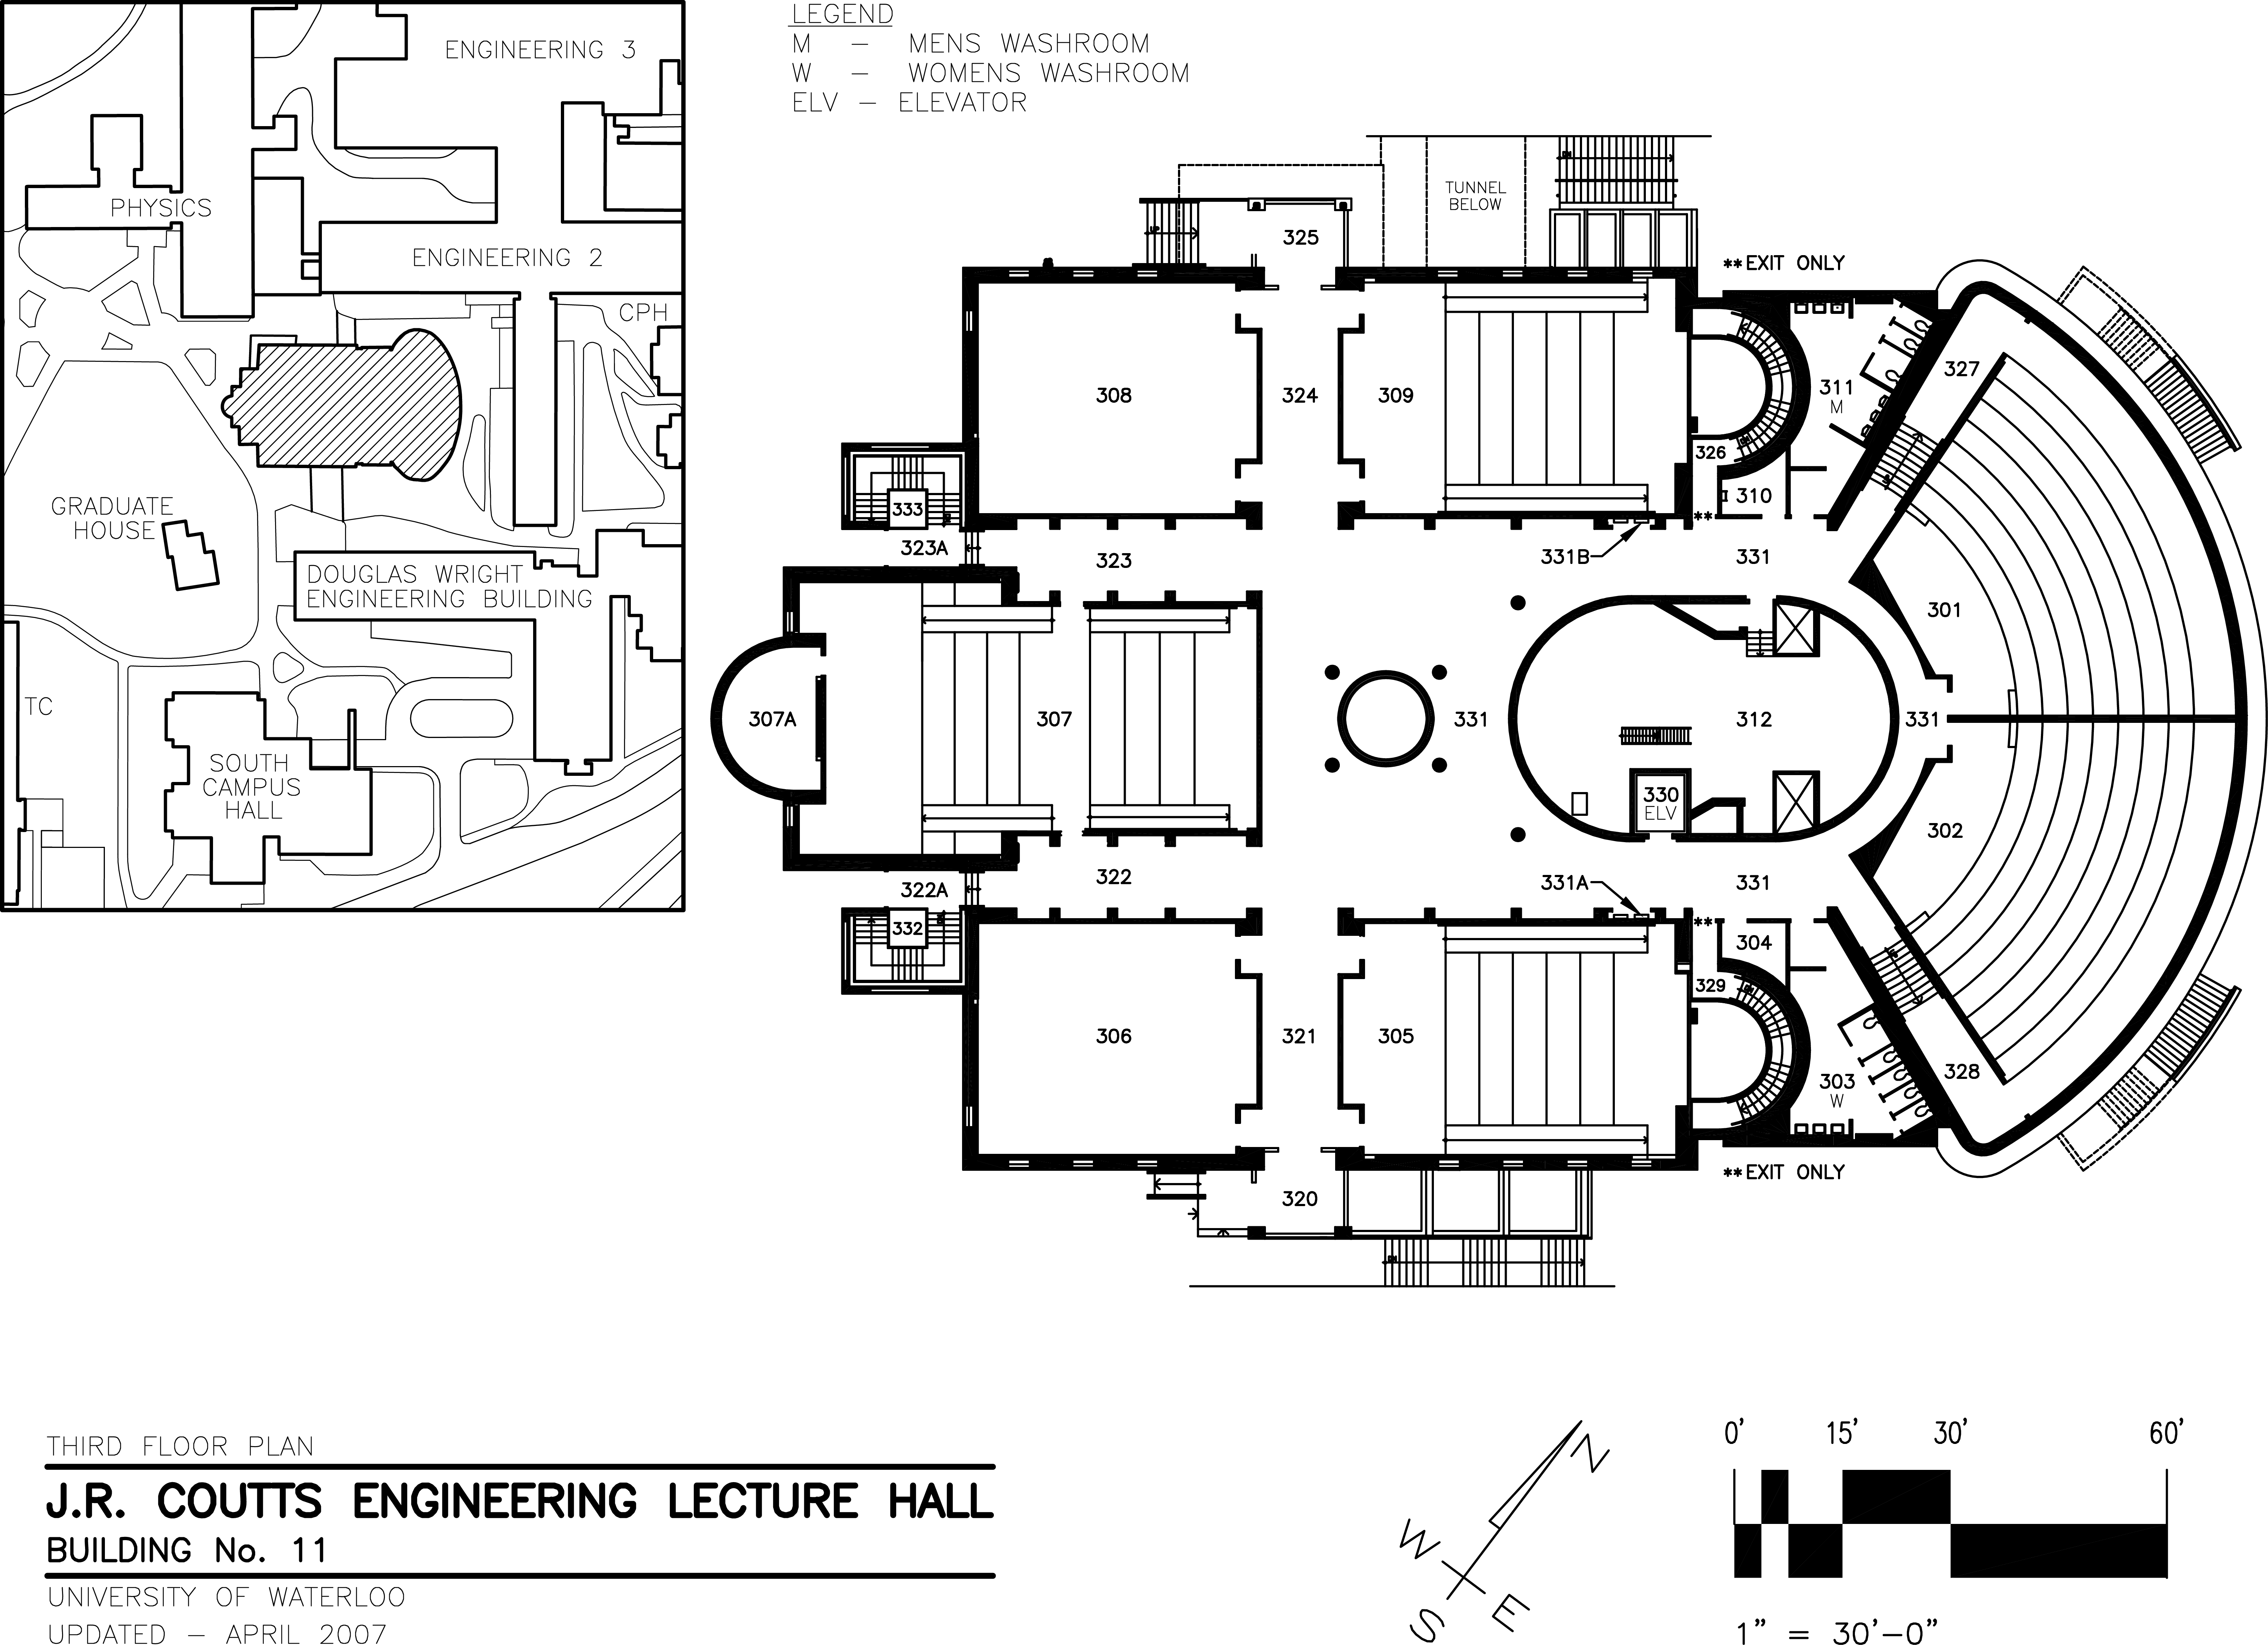 LEGEND
M – MENS WASHROOM
W – WOMENS WASHROOM
ELV – ELEVATOR
ENGINEERING 3
PHYSICS
ENGINEERING 2
CPH
GRADUATE
HOUSE
DOUGLAS WRIGHT
ENGINEERING BUILDING
TC
SOUTH
CAMPUS
HALL
TUNNEL
BELOW
325
**EXIT ONLY
308
324
309
311
M
327
326
310
333
**
323A
323
331B
331
301
307A
307
331
312
331
330
ELV
302
322A
322
331A
331
332
**
304
329
306
321
305
303
W
328
320
**EXIT ONLY
THIRD FLOOR PLAN
J.R. COUTTS ENGINEERING LECTURE HALL
BUILDING No. 11
UNIVERSITY OF WATERLOO
UPDATED – APRIL 2007
N
W
E
S
0' 15' 30' 60'
1" = 30'-0"